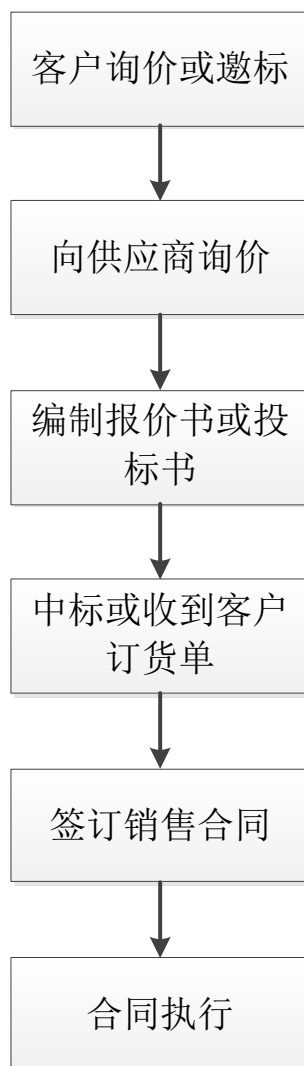 客户询价或邀标
向供应商询价
编制报价书或投
标书
中标或收到客户
订货单
签订销售合同
合同执行